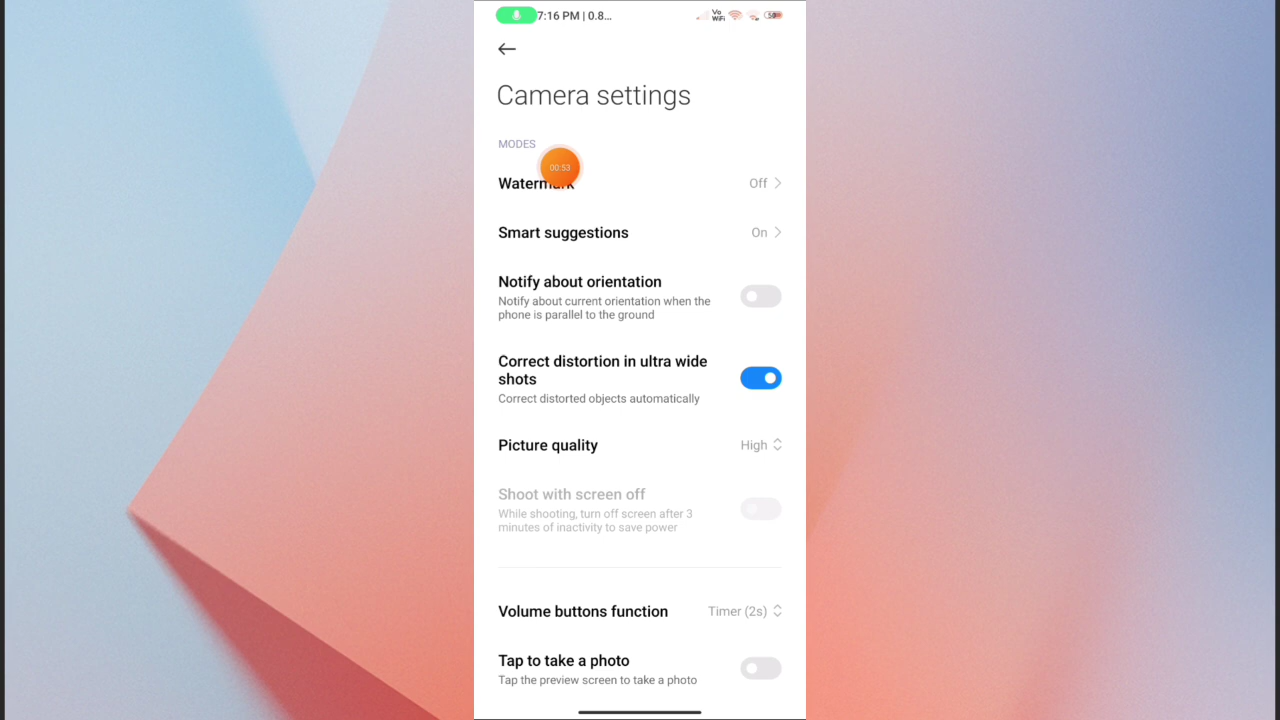 7:16 PM | 0.8...
Vo
WiFi
58
Camera settings
MODES
00:53
Watermark
Off
Smart suggestions
On
Notify about orientation
Notify about current orientation when the
phone is parallel to the ground
Correct distortion in ultra wide
shots
Correct distorted objects automatically
Picture quality
High
Shoot with screen off
While shooting, turn off screen after 3
minutes of inactivity to save power
Volume buttons function
Timer (2s)
Tap to take a photo
Tap the preview screen to take a photo